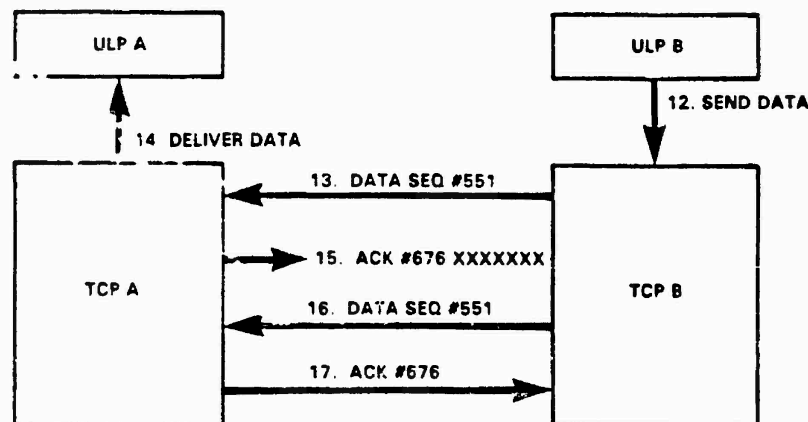 ULP A
ULP B
12. SEND DATA
14 DELIVER DATA
13. DATA SEQ #551
15. ACK #676 XXXXXXX
TCP A
TCP B
16. DATA SEQ #551
17. ACK #676